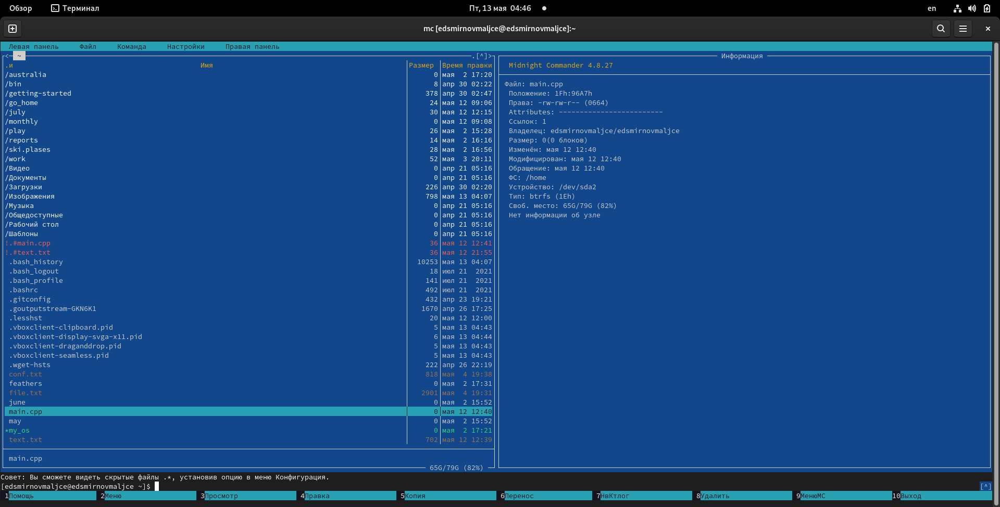 Обзор Терминал Пт, 13 мая 04:46 en
mc [edsmirnovmaljce@edsmirnovmaljce]:~
Левая панель Файл Команда Настройки Правая панель
<─ ~ .[^]>
.и Имя Размер Время правки
/australia 0 мая 2 17:20
/bin 8 апр 30 02:22
/getting-started 378 апр 30 02:47
/go_home 24 мая 12 09:06
/july 30 мая 12 12:15
/monthly 0 мая 12 09:08
/play 26 мая 2 15:28
/reports 14 мая 2 16:16
/ski.plases 28 мая 2 16:56
/work 52 мая 3 20:11
/Видео 0 апр 21 05:16
/Документы 0 апр 21 05:16
/Загрузки 226 апр 30 02:20
/Изображения 798 мая 13 04:07
/Музыка 0 апр 21 05:16
/Общедоступные 0 апр 21 05:16
/Рабочий стол 0 апр 21 05:16
/Шаблоны 0 апр 21 05:16
!.#main.cpp 36 мая 12 12:41
!.#text.txt 36 мая 12 21:55
.bash_history 10253 мая 13 04:07
.bash_logout 18 июл 21 2021
.bash_profile 141 июл 21 2021
.bashrc 492 июл 21 2021
.gitconfig 432 апр 23 19:21
.goutputstream-GKN6K1 1670 апр 26 17:25
.lesshst 20 мая 12 12:00
.vboxclient-clipboard.pid 5 мая 13 04:43
.vboxclient-display-svga-x11.pid 6 мая 13 04:44
.vboxclient-draganddrop.pid 5 мая 13 04:43
.vboxclient-seamless.pid 5 мая 13 04:43
.wget-hsts 222 апр 26 22:19
conf.txt 818 мая 4 19:38
feathers 0 мая 2 17:31
file.txt 2901 мая 4 19:31
june 0 мая 2 15:52
main.cpp 0 мая 12 12:40
may 0 мая 2 15:52
*my_os 0 мая 2 17:21
text.txt 702 мая 12 12:39
main.cpp
65G/79G (82%)
Информация
Midnight Commander 4.8.27
Файл: main.cpp
Положение: 1Fh:96A7h
Права: -rw-rw-r-- (0664)
Attributes: -------------------------
Ссылок: 1
Владелец: edsmirnovmaljce/edsmirnovmaljce
Размер: 0(0 блоков)
Изменён: мая 12 12:40
Модифицирован: мая 12 12:40
Обращение: мая 12 12:40
ФС: /home
Устройство: /dev/sda2
Тип: btrfs (1Eh)
Своб. место: 65G/79G (82%)
Нет информации об узле
Совет: Вы сможете видеть скрытые файлы .*, установив опцию в меню Конфигурация.
[edsmirnovmaljce@edsmirnovmaljce ~]$ [^]
1Помощь 2Меню 3Просмотр 4Правка 5Копия 6Перенос 7НвКтлог 8Удалить 9МенюМС 10Выход